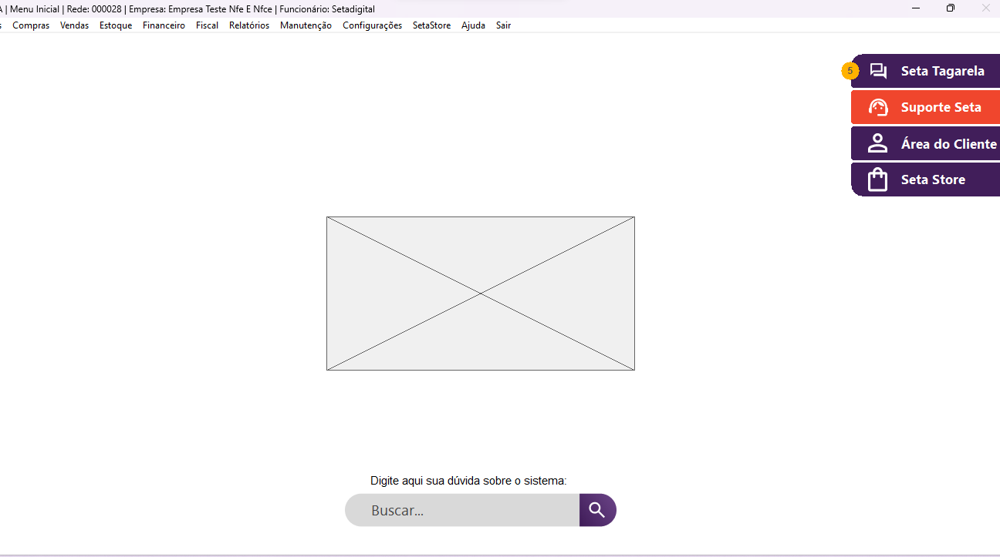 | Menu Inicial | Rede: 000028 | Empresa: Empresa Teste Nfe E Nfce | Funcionário: Setadigital
Compras Vendas Estoque Financeiro Fiscal Relatórios Manutenção Configurações SetaStore Ajuda Sair
5 Seta Tagarela
Suporte Seta
Área do Cliente
Seta Store
Digite aqui sua dúvida sobre o sistema:
Buscar...